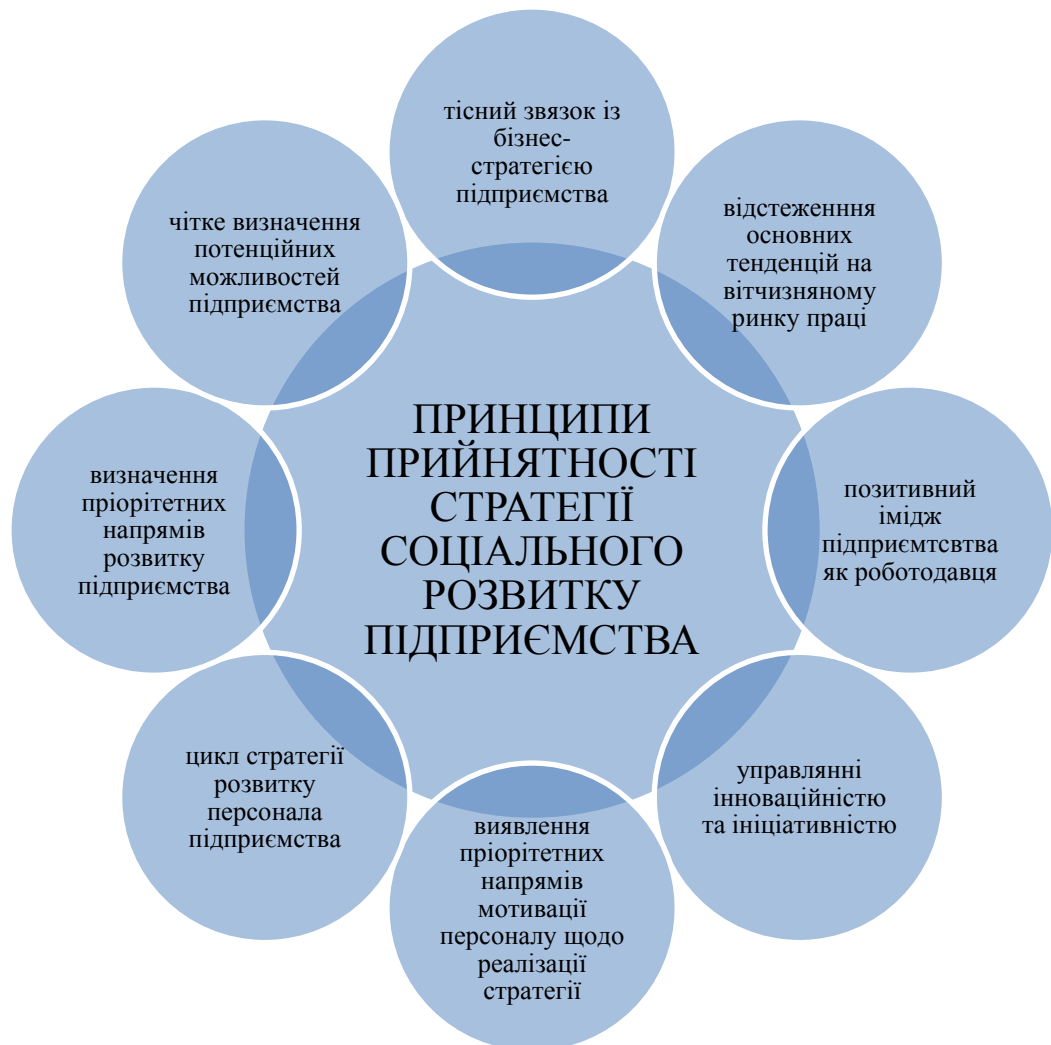 тісний звязок із
бізнес-
стратегією
підприємства
відстеженння
основних
тенденцій на
вітчизняному
ринку праці
позитивний
імідж
підприємтсвтва
як роботодавця
управлянні
інноваційністю
та ініціативністю
виявлення
пріорітетних
напрямів
мотивації
персоналу щодо
реалізації
стратегії
цикл стратегії
розвитку
персонала
підприємства
визначення
пріорітетних
напрямів
розвитку
підприємства
чітке визначення
потенційних
можливостей
підприємства
ПРИНЦИПИ
ПРИЙНЯТНОСТІ
СТРАТЕГІЇ
СОЦІАЛЬНОГО
РОЗВИТКУ
ПІДПРИЄМСТВА